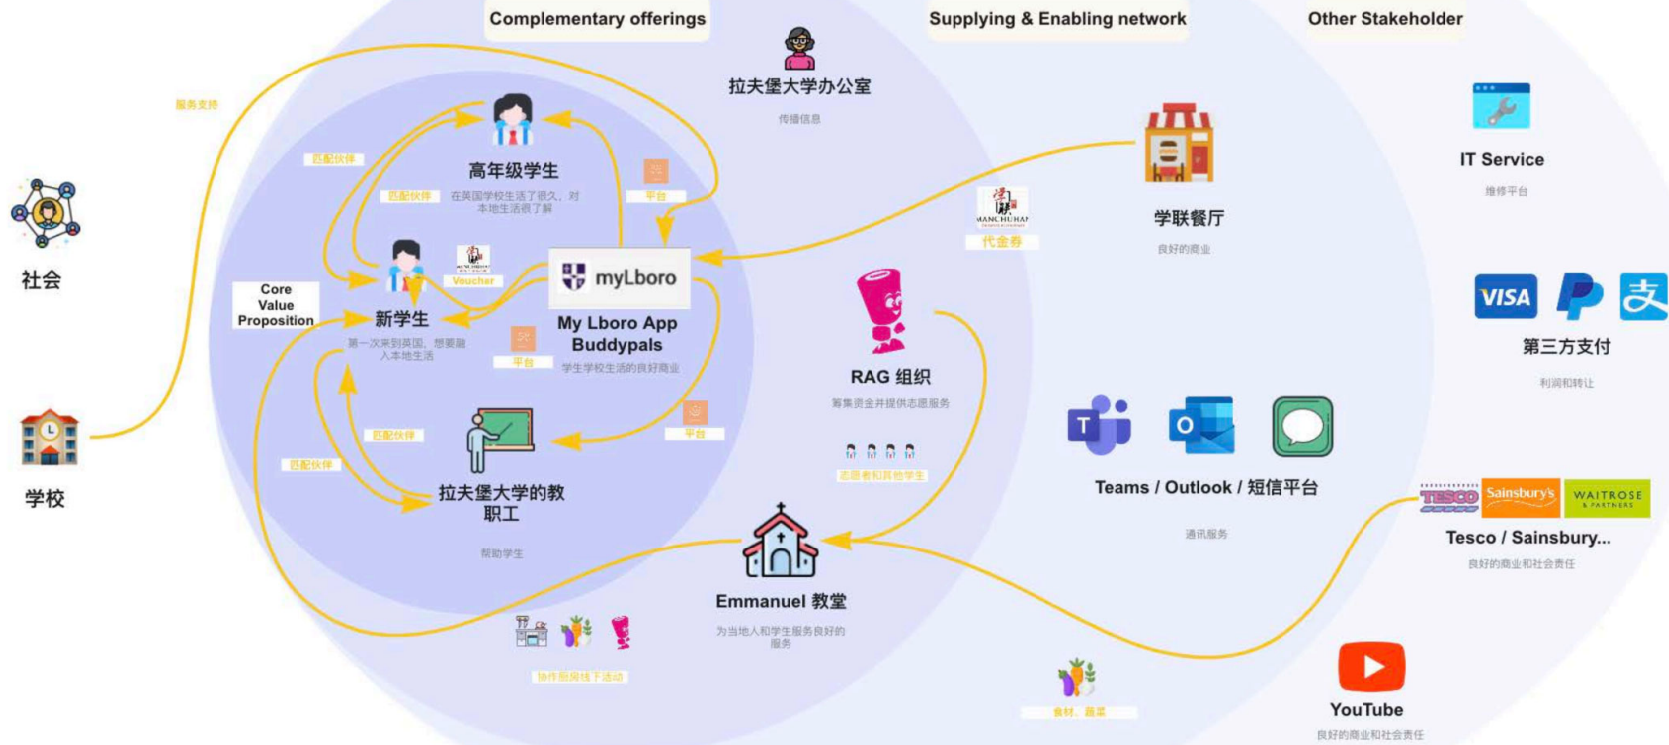 Complementary offerings
Supplying & Enabling network
Other Stakeholder
服务支持
拉夫堡大学办公室
传播信息
匹配伙伴
高年级学生
匹配伙伴
在英国学校生活了很久，对
本地生活很了解
平台
学联
MANCHUHAN
代金券
学联餐厅
良好的商业
IT Service
维修平台
社会
Core
Value
Proposition
Voucher
新学生
第一次来到英国，想要融
入本地生活
myLboro
My Lboro App
Buddypals
学生学校生活的良好商业
平台
RAG 组织
筹集资金并提供志愿服务
志愿者和其他学生
VISA
支
第三方支付
利润和转让
学校
匹配伙伴
匹配伙伴
平台
拉夫堡大学的教
职工
帮助学生
T
O
Teams / Outlook / 短信平台
通讯服务
TESCO
Sainsbury's
WAITROSE
& PARTNERS
Tesco / Sainsbury...
良好的商业和社会责任
Emmanuel 教堂
为当地人和学生服务良好的
服务
协作厨房线下活动
食材、蔬菜
YouTube
良好的商业和社会责任